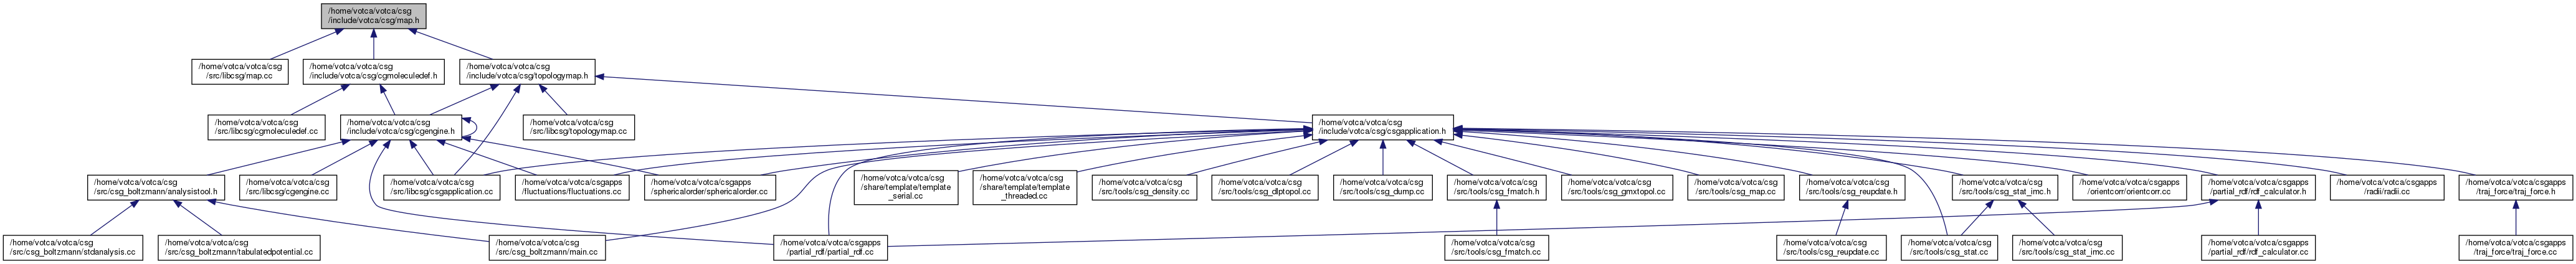 /home/votca/votca/csg
/include/votca/csg/map.h
/home/votca/votca/csg
/src/libcsg/map.cc
/home/votca/votca/csg
/include/votca/csg/cgmoleculedef.h
/home/votca/votca/csg
/include/votca/csg/topologymap.h
/home/votca/votca/csg
/src/libcsg/cgmoleculedef.cc
/home/votca/votca/csg
/include/votca/csg/cgengine.h
/home/votca/votca/csg
/src/libcsg/topologymap.cc
/home/votca/votca/csg
/include/votca/csg/csgapplication.h
/home/votca/votca/csg
/src/csg_boltzmann/analysistool.h
/home/votca/votca/csg
/src/libcsg/cgengine.cc
/home/votca/votca/csg
/src/libcsg/csgapplication.cc
/home/votca/votca/csgapps
/fluctuations/fluctuations.cc
/home/votca/votca/csgapps
/sphericalorder/sphericalorder.cc
/home/votca/votca/csg
/share/template/template
_serial.cc
/home/votca/votca/csg
/share/template/template
_threaded.cc
/home/votca/votca/csg
/src/tools/csg_density.cc
/home/votca/votca/csg
/src/tools/csg_dlptopol.cc
/home/votca/votca/csg
/src/tools/csg_dump.cc
/home/votca/votca/csg
/src/tools/csg_fmatch.h
/home/votca/votca/csg
/src/tools/csg_gmxtopol.cc
/home/votca/votca/csg
/src/tools/csg_map.cc
/home/votca/votca/csg
/src/tools/csg_reupdate.h
/home/votca/votca/csg
/src/tools/csg_stat_imc.h
/home/votca/votca/csgapps
/orientcorr/orientcorr.cc
/home/votca/votca/csgapps
/partial_rdf/rdf_calculator.h
/home/votca/votca/csgapps
/radii/radii.cc
/home/votca/votca/csgapps
/traj_force/traj_force.h
/home/votca/votca/csg
/src/csg_boltzmann/stdanalysis.cc
/home/votca/votca/csg
/src/csg_boltzmann/tabulatedpotential.cc
/home/votca/votca/csg
/src/csg_boltzmann/main.cc
/home/votca/votca/csgapps
/partial_rdf/partial_rdf.cc
/home/votca/votca/csg
/src/tools/csg_fmatch.cc
/home/votca/votca/csg
/src/tools/csg_reupdate.cc
/home/votca/votca/csg
/src/tools/csg_stat.cc
/home/votca/votca/csg
/src/tools/csg_stat_imc.cc
/home/votca/votca/csgapps
/partial_rdf/rdf_calculator.cc
/home/votca/votca/csgapps
/traj_force/traj_force.cc